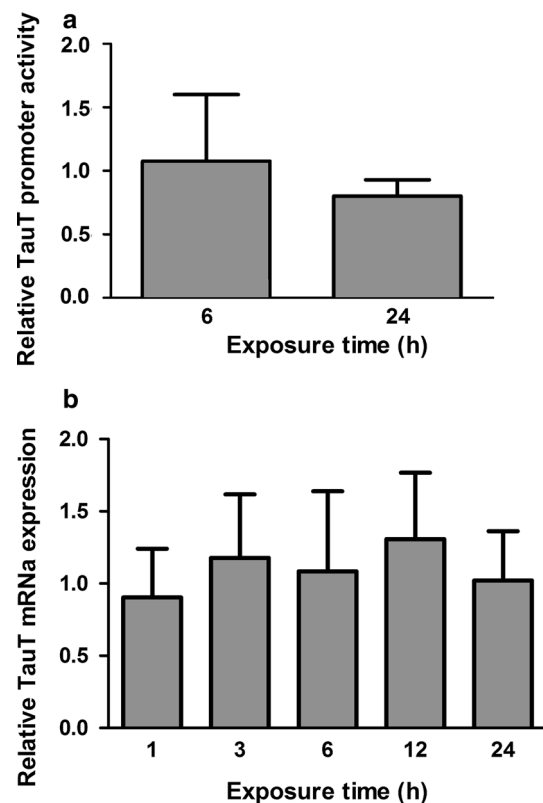 a
Relative TauT promoter activity
2.0
1.5
1.0
0.5
0.0
6 24
Exposure time (h)
b
Relative TauT mRNa expression
2.0
1.5
1.0
0.5
0.0
1 3 6 12 24
Exposure time (h)